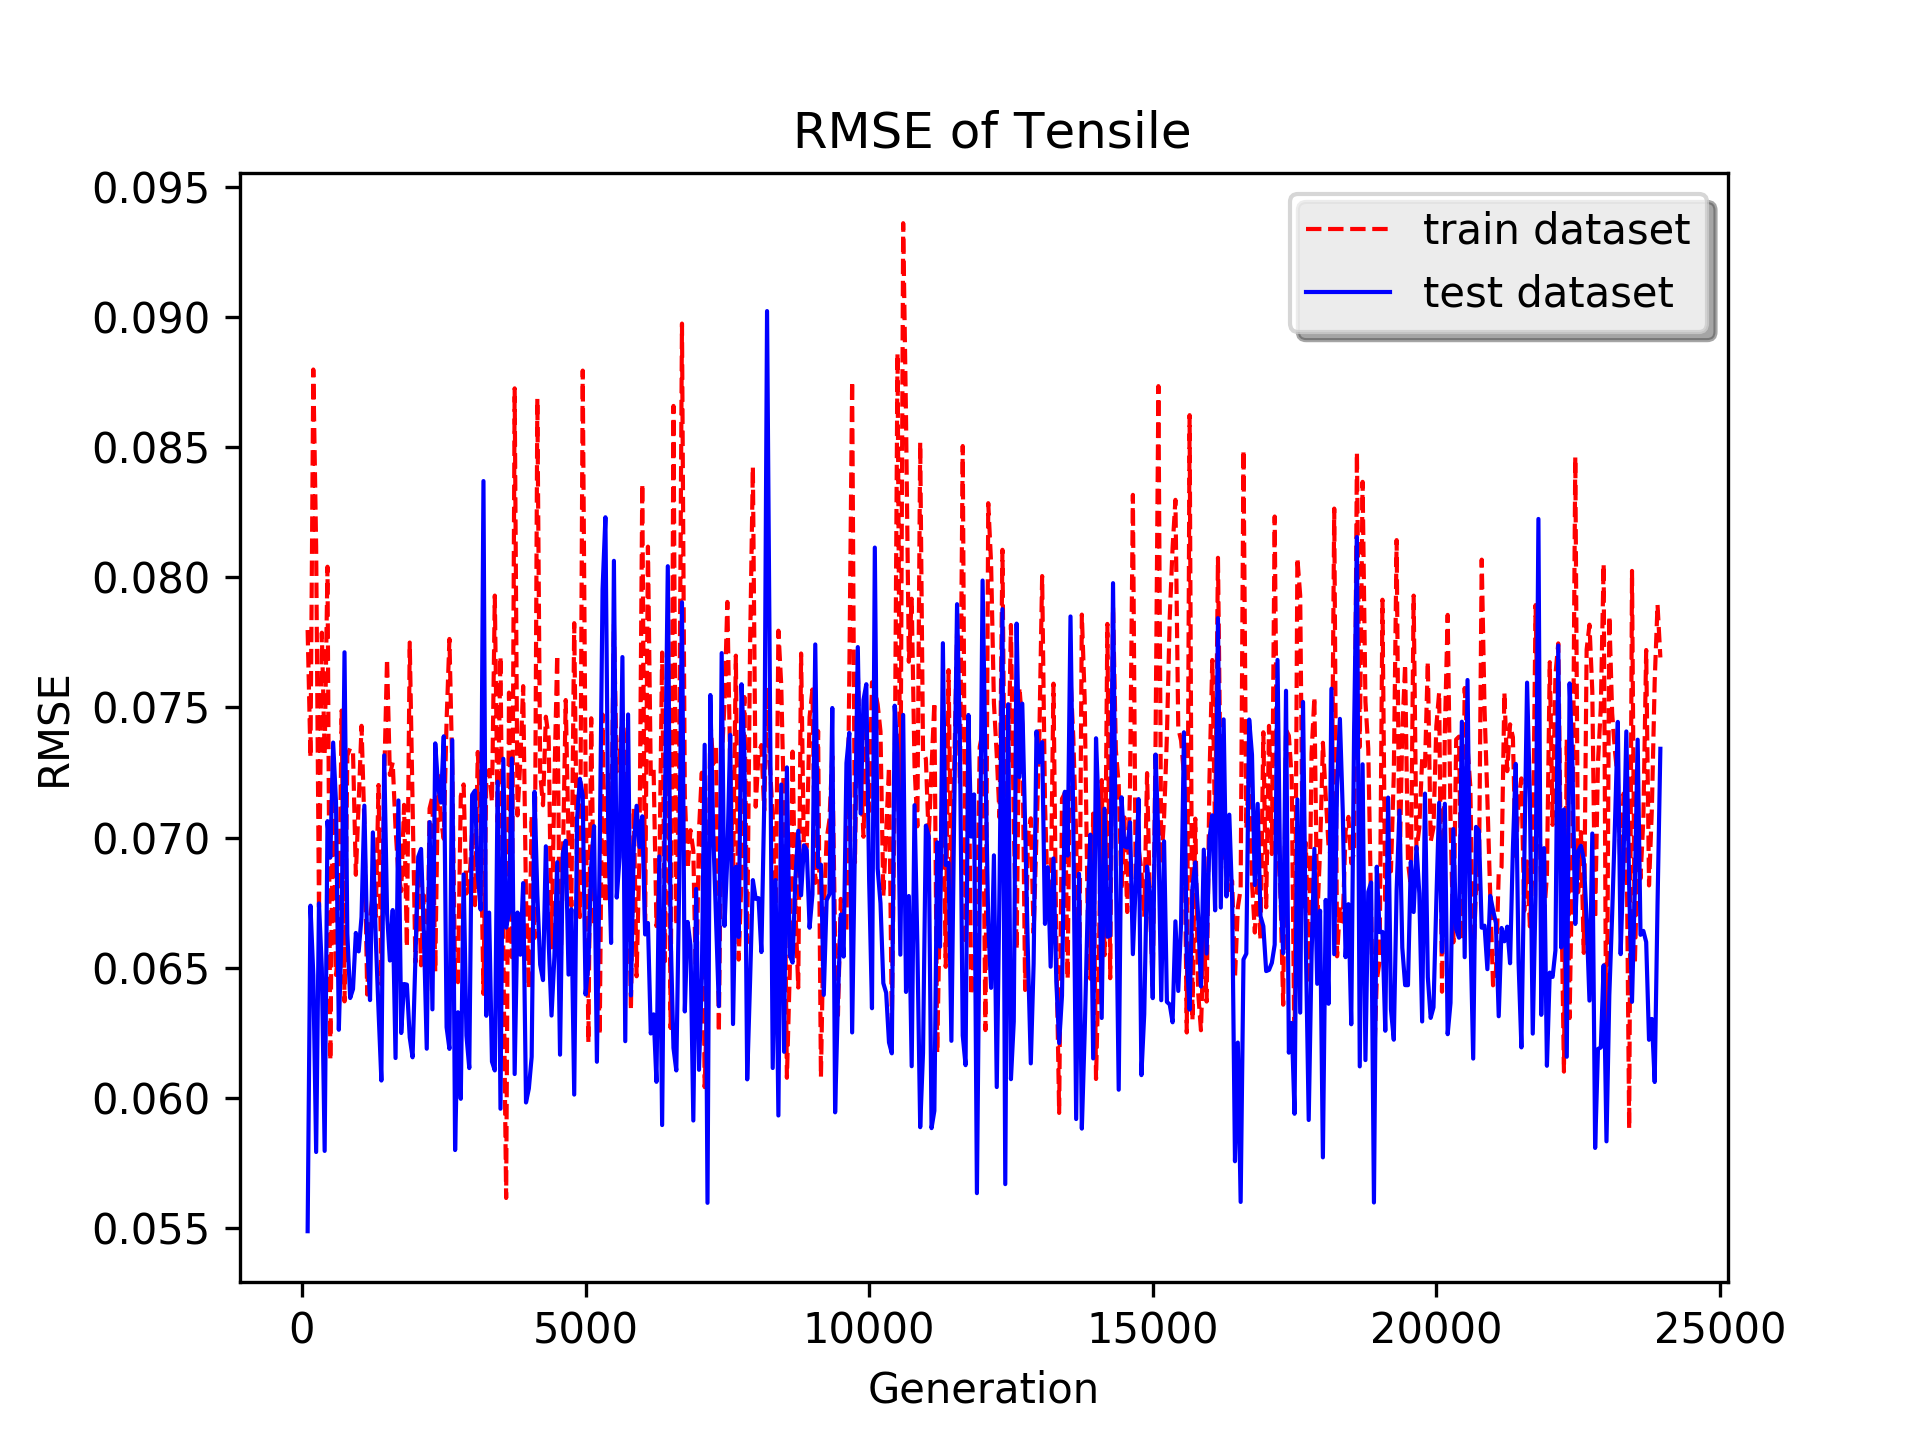 RMSE of Tensile
train dataset
test dataset
0.095
0.090
0.085
0.080
0.075
0.070
0.065
0.060
0.055
RMSE
0 5000 10000 15000 20000 25000
Generation